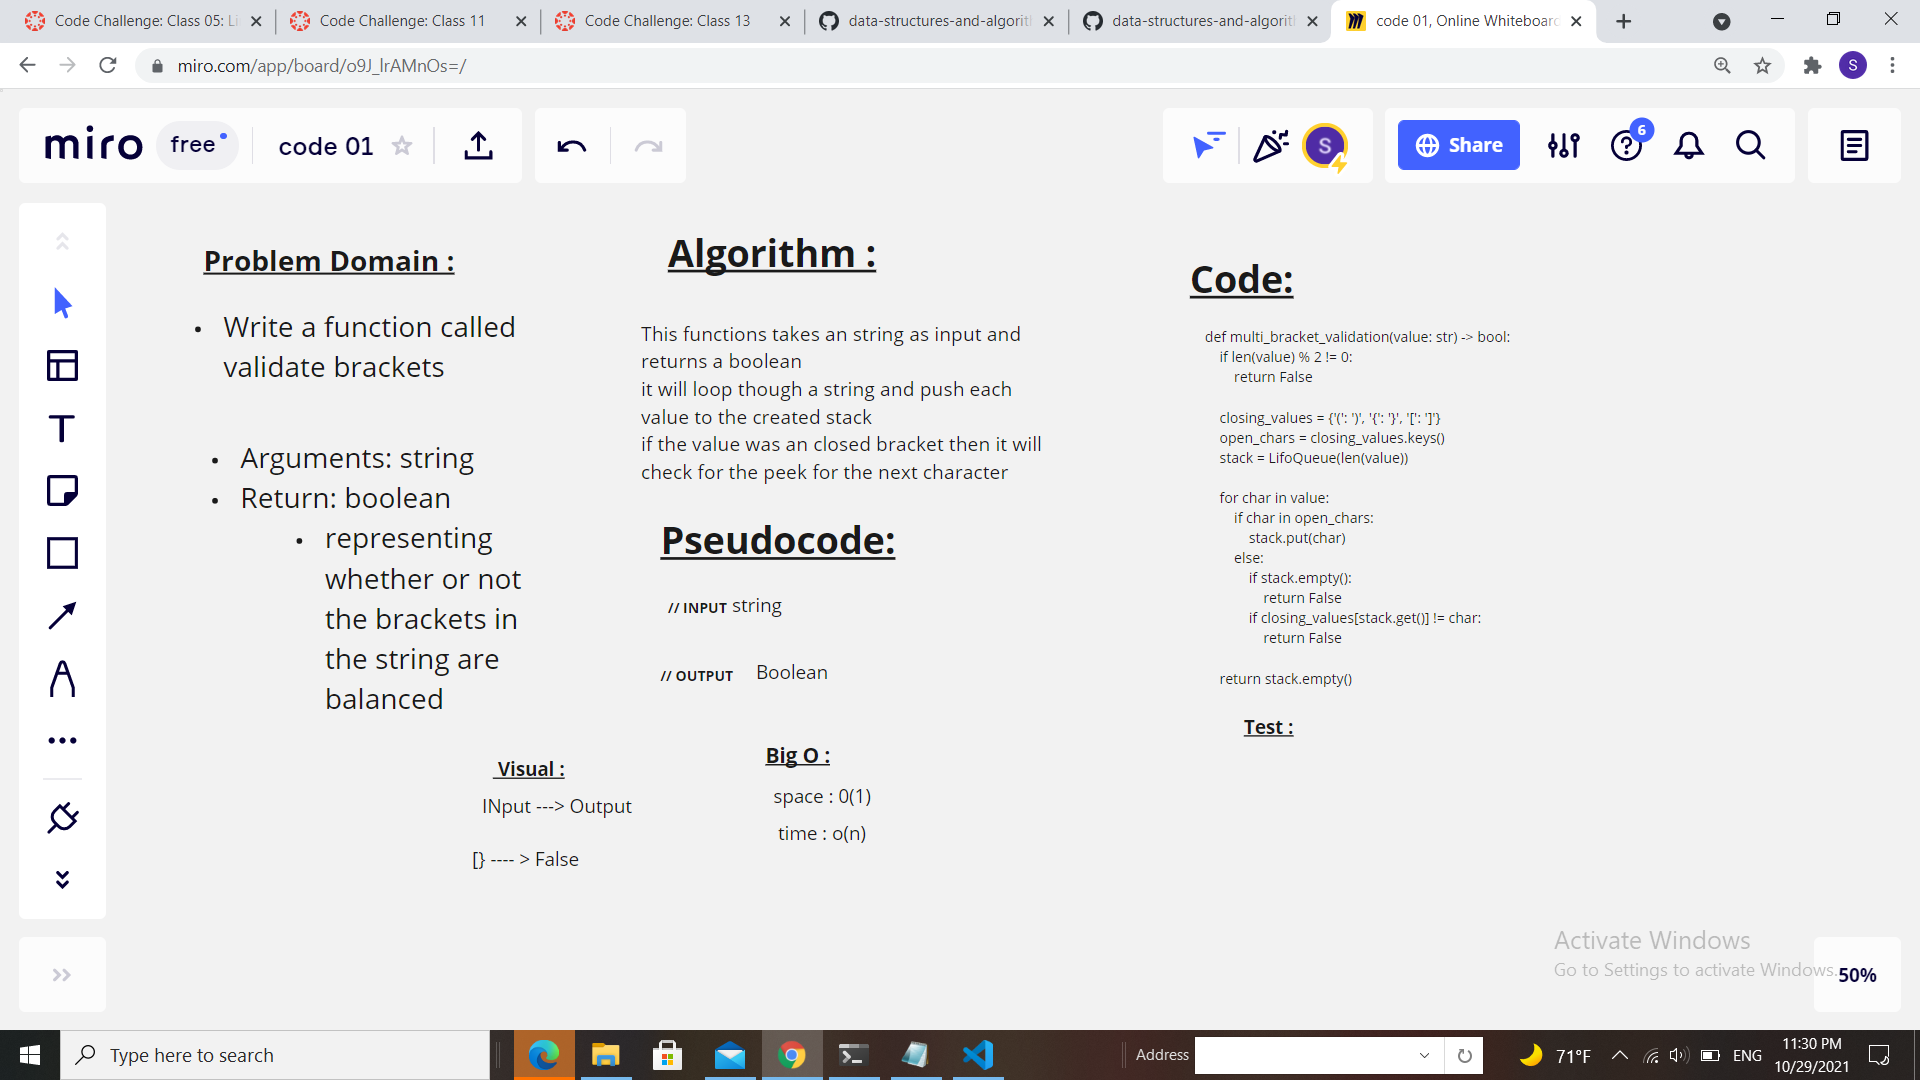 Code Challenge: Class 05: Li
Code Challenge: Class 11
Code Challenge: Class 13
data-structures-and-algorit
data-structures-and-algorit
code 01, Online Whiteboard
miro.com/app/board/o9J_lrAMnOs=/
S
miro
free
code 01
S
Share
6
Problem Domain :
Write a function called
validate brackets
Arguments: string
Return: boolean
representing
whether or not
the brackets in
the string are
balanced
Visual :
INput ---> Output
[} ---- > False
Algorithm :
This functions takes an string as input and
returns a boolean
it will loop though a string and push each
value to the created stack
if the value was an closed bracket then it will
check for the peek for the next character
Pseudocode:
// INPUT string
// OUTPUT Boolean
Big O :
space : 0(1)
time : o(n)
Code:
def multi_bracket_validation(value: str) -> bool:
if len(value) % 2 != 0:
return False
closing_values = {'(': ')', '{': '}', '[': ']'}
open_chars = closing_values.keys()
stack = LifoQueue(len(value))
for char in value:
if char in open_chars:
stack.put(char)
else:
if stack.empty():
return False
if closing_values[stack.get()] != char:
return False
return stack.empty()
Test :
Activate Windows
Go to Settings to activate Windows.
50%
Type here to search
Address
71°F
ENG
11:30 PM
10/29/2021